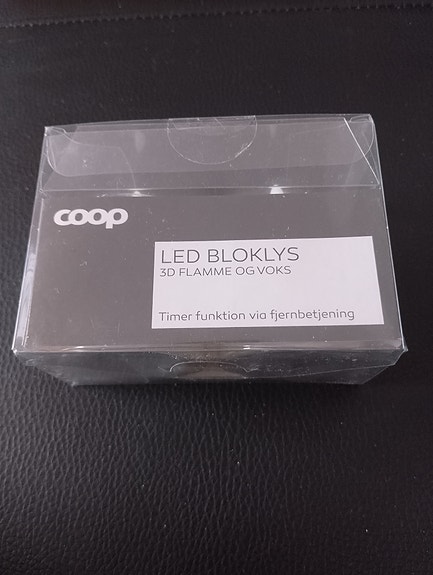 coop
LED BLOKLYS
3D FLAMME OG VOKS
Timer funktion via fjernbetjening